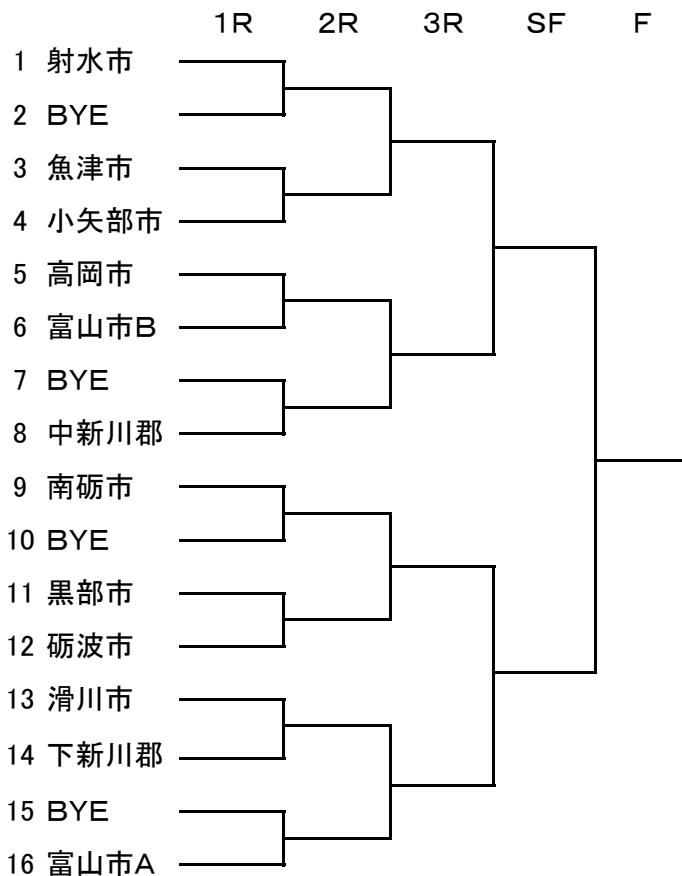 1R 2R 3R SF F
1 射水市
2 BYE
3 魚津市
4 小矢部市
5 高岡市
6 富山市B
7 BYE
8 中新川郡
9 南砺市
10 BYE
11 黒部市
12 砺波市
13 滑川市
14 下新川郡
15 BYE
16 富山市A